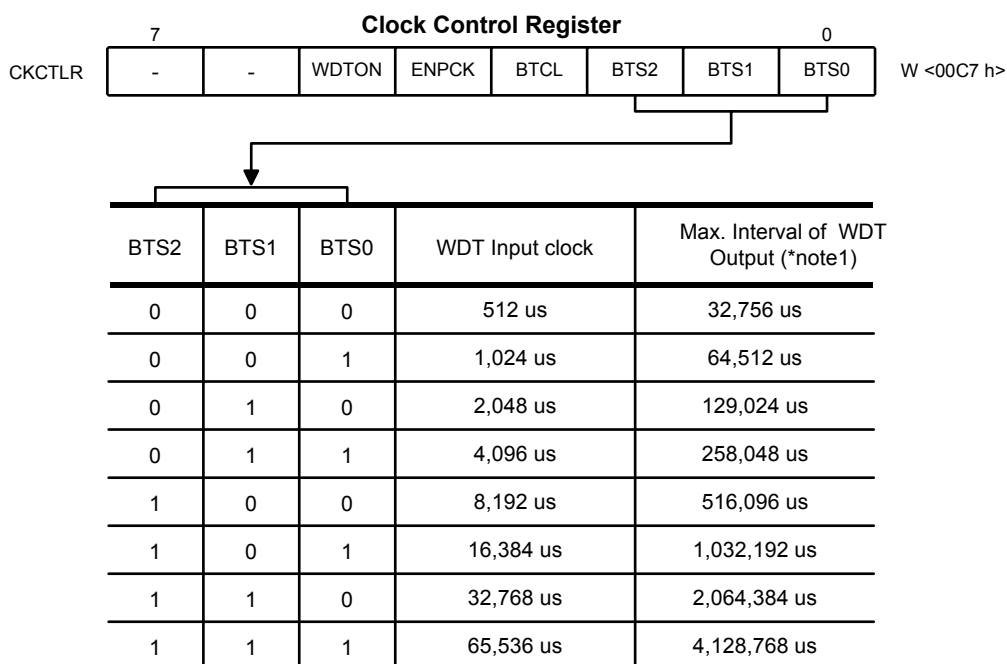 Clock Control Register
7 0
CKCTLR - - WDTON ENPCK BTCL BTS2 BTS1 BTS0 W <00C7 h>
BTS2 BTS1 BTS0 WDT Input clock Max. Interval of WDT Output (*note1)
0 0 0 512 us 32,756 us
0 0 1 1,024 us 64,512 us
0 1 0 2,048 us 129,024 us
0 1 1 4,096 us 258,048 us
1 0 0 8,192 us 516,096 us
1 0 1 16,384 us 1,032,192 us
1 1 0 32,768 us 2,064,384 us
1 1 1 65,536 us 4,128,768 us